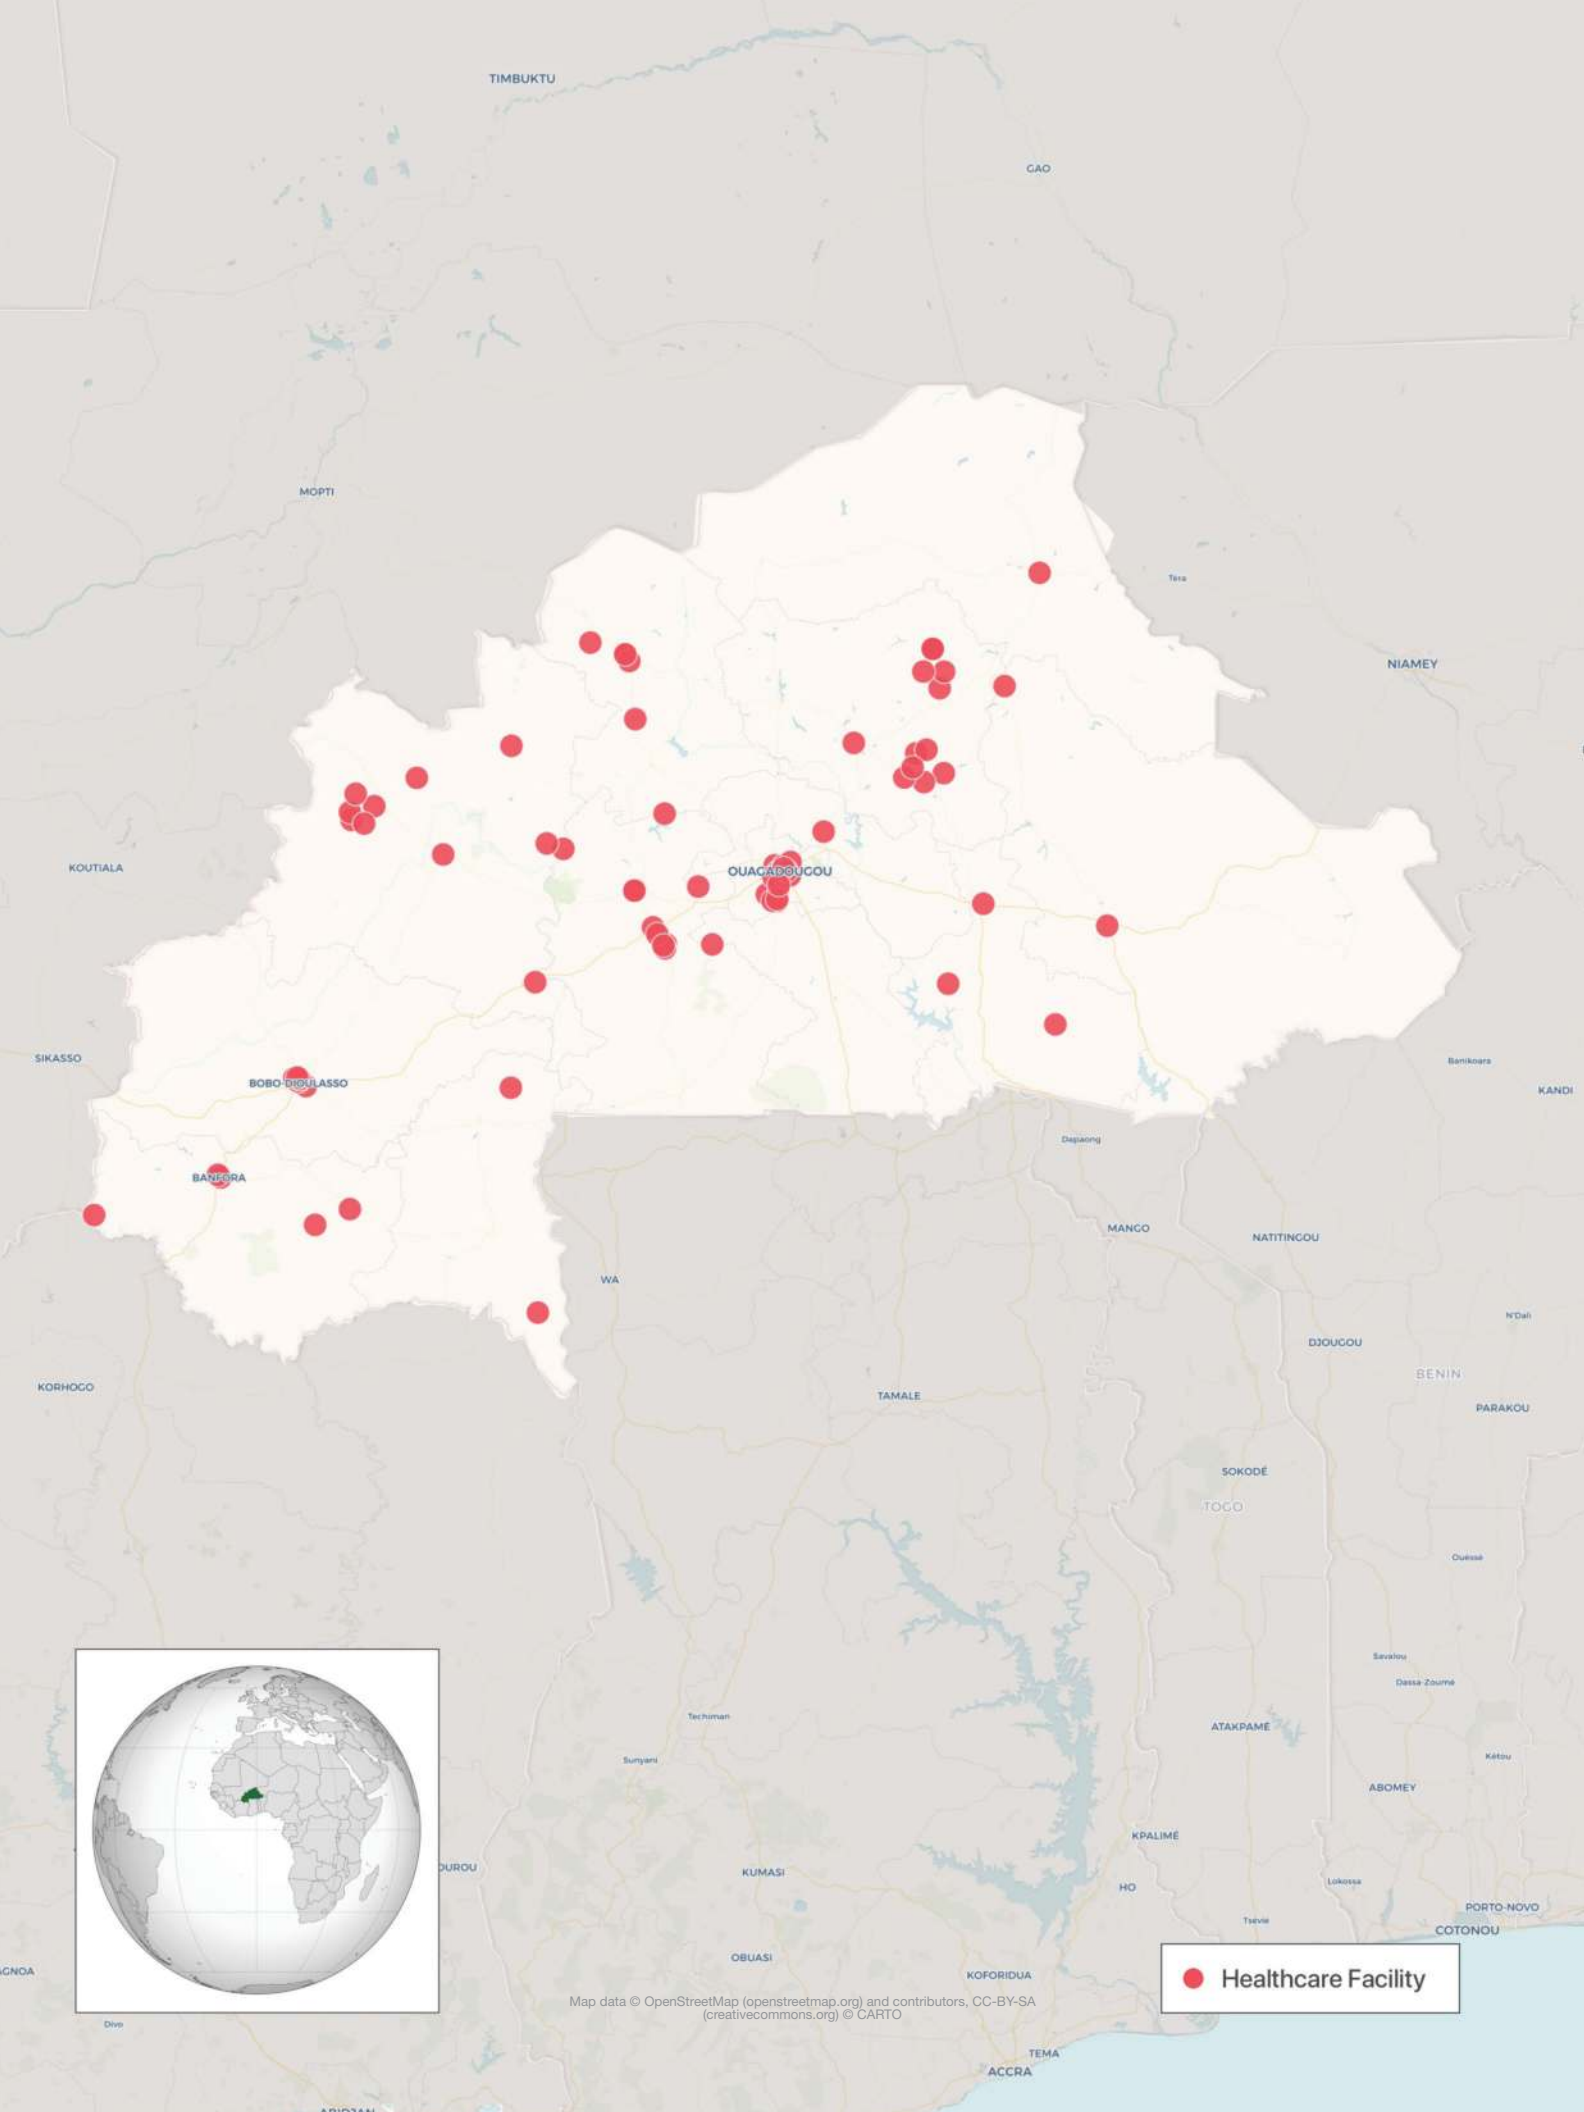 TIMBUKTU
GAO
MOPTI
Tera
NIAMEY
KOUTIALA
OUAGADOUGOU
SIKASSO
BOBO-DIOULASSO
Banikoara
KANDI
Dapaong
BANFORA
MANGO
NATITINGOU
WA
N'Dali
DJOUGOU
BENIN
KORHOGO
TAMALE
PARAKOU
SOKODÉ
TOGO
Ouèssè
Savalou
Dassa-Zoumé
Techiman
ATAKPAMÉ
Sunyani
Kétou
ABOMEY
KPALIMÉ
OUROU
KUMASI
Lokossa
HO
PORTO-NOVO
Tsévié
COTONOU
OBUASI
GNOA
KOFORIDUA
Healthcare Facility
Map data © OpenStreetMap (openstreetmap.org) and contributors, CC-BY-SA
(creativecommons.org) © CARTO
Divo
TEMA
ACCRA
ABIDJAN